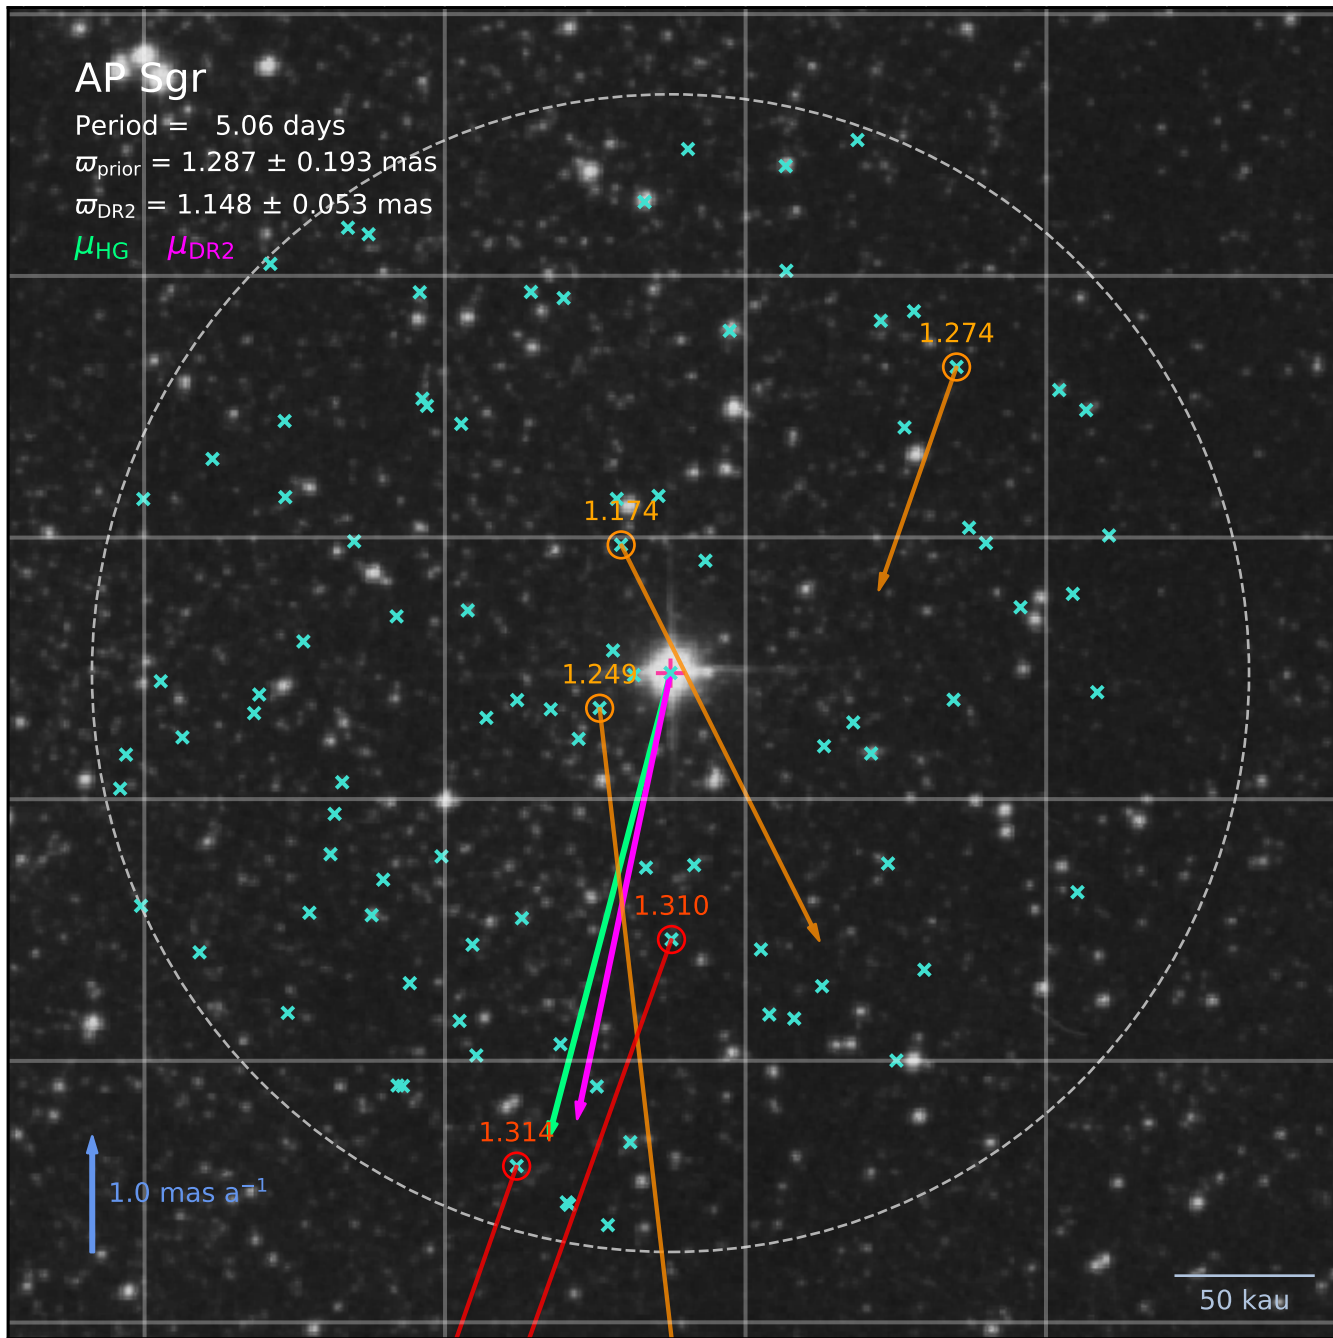 AP Sgr
Period = 5.06 days
ϖprior = 1.287 ± 0.193 mas
ϖDR2 = 1.148 ± 0.053 mas
μHG μDR2
1.274
1.174
1.249
1.310
1.314
1.0 mas a⁻¹
50 kau